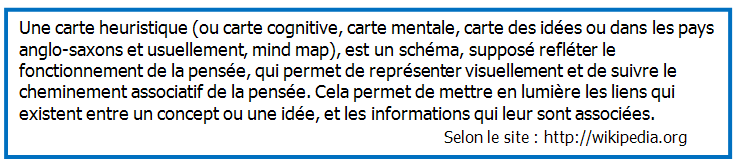 Une carte heuristique (ou carte cognitive, carte mentale, carte des idées ou dans les pays
anglo-saxons et usuellement, mind map), est un schéma, supposé refléter le
fonctionnement de la pensée, qui permet de représenter visuellement et de suivre le
cheminement associatif de la pensée. Cela permet de mettre en lumière les liens qui
existent entre un concept ou une idée, et les informations qui leur sont associées.
Selon le site : http://wikipedia.org